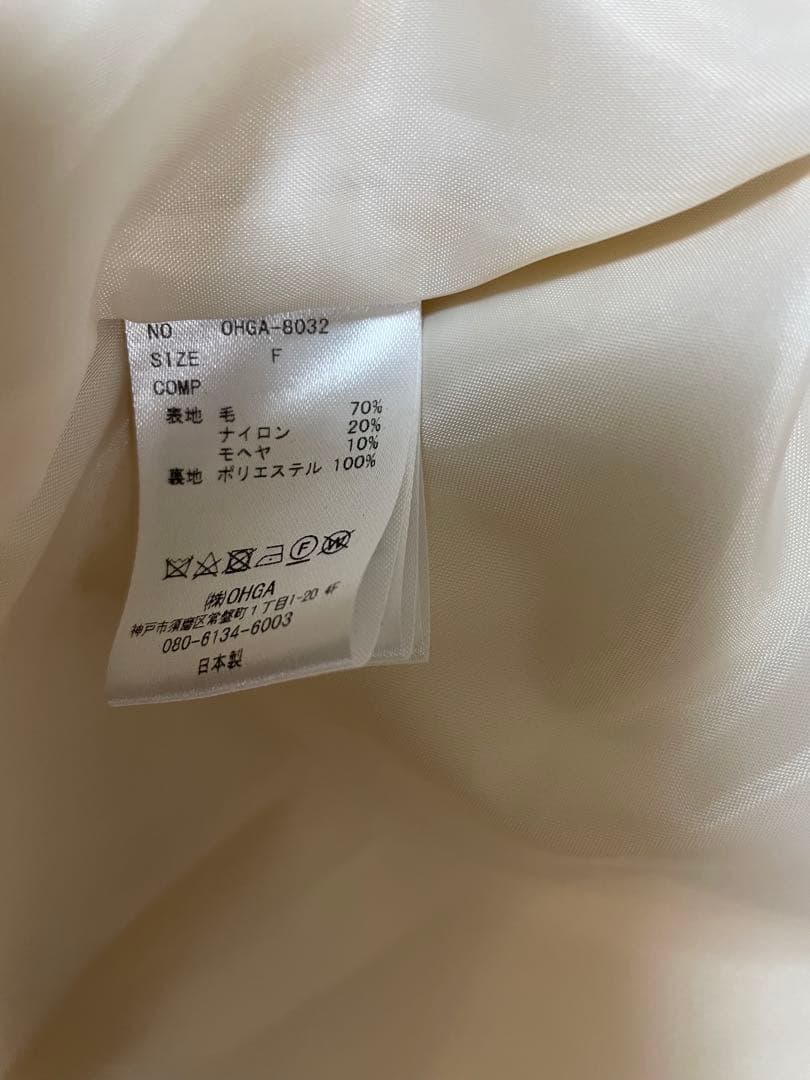 NO OHGA-8032
SIZE F
COMP
表地 毛 70%
ナイロン 20%
モヘヤ 10%
裏地 ポリエステル 100%
F W
㈱OHGA
神戸市須磨区常盤町1丁目1-20 4F
080-6134-6003
日本製